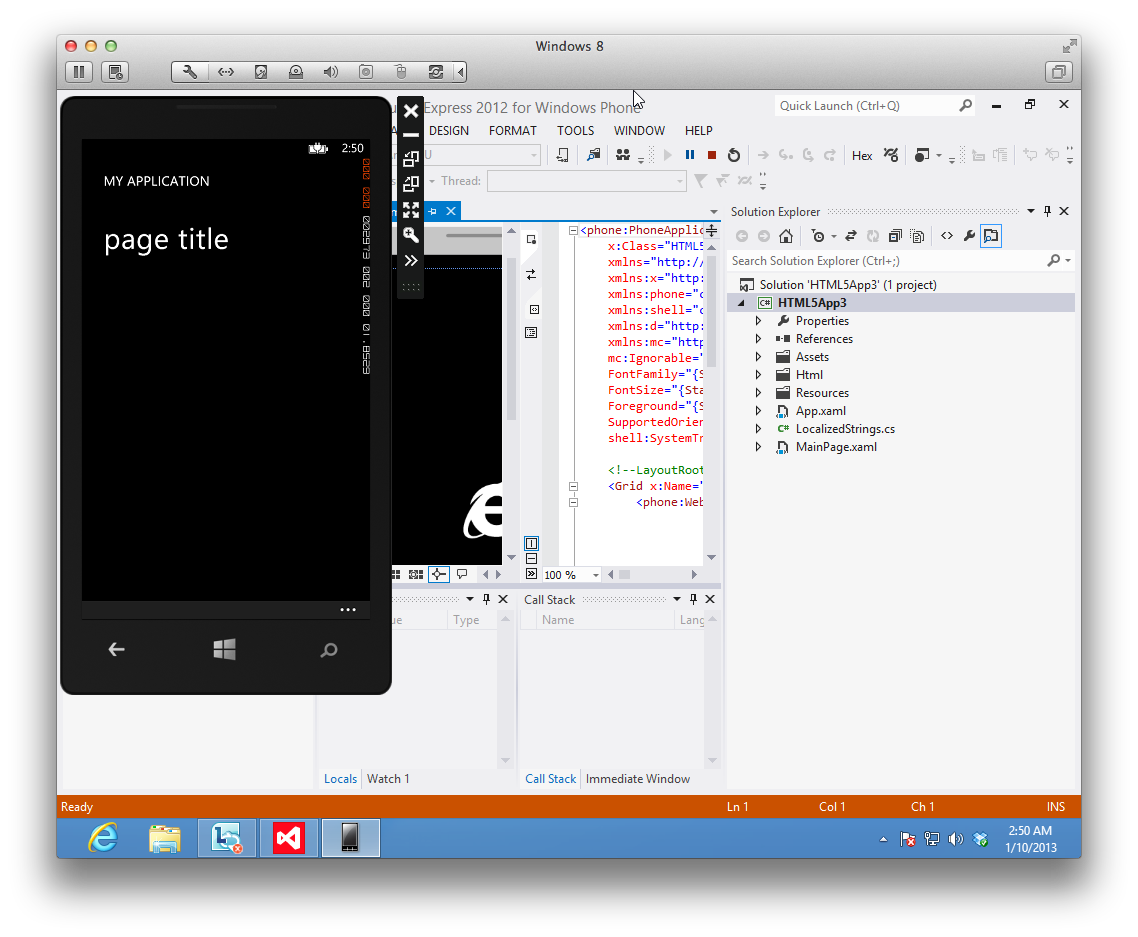 Windows 8
Express 2012 for Windows Phone
Quick Launch (Ctrl+Q)
DESIGN FORMAT TOOLS WINDOW HELP
Hex
Thread:
2:50
MY APPLICATION
page title
Solution Explorer
Search Solution Explorer (Ctrl+;)
Solution 'HTML5App3' (1 project)
C# HTML5App3
Properties
References
Assets
Html
Resources
App.xaml
C# LocalizedStrings.cs
MainPage.xaml
<phone:PhoneApplic
x:Class="HTML5
xmlns="http://
xmlns:x="http:
xmlns:phone="c
xmlns:shell="c
xmlns:d="http:
xmlns:mc="http
mc:Ignorable="
FontFamily="{S
FontSize="{Sta
Foreground="{S
SupportedOrien
shell:SystemTr
<!--LayoutRoot
<Grid x:Name="
<phone:Web
100 %
Call Stack
ue Type
Name Lang
Locals Watch 1
Call Stack Immediate Window
Ready Ln 1 Col 1 Ch 1 INS
2:50 AM
1/10/2013